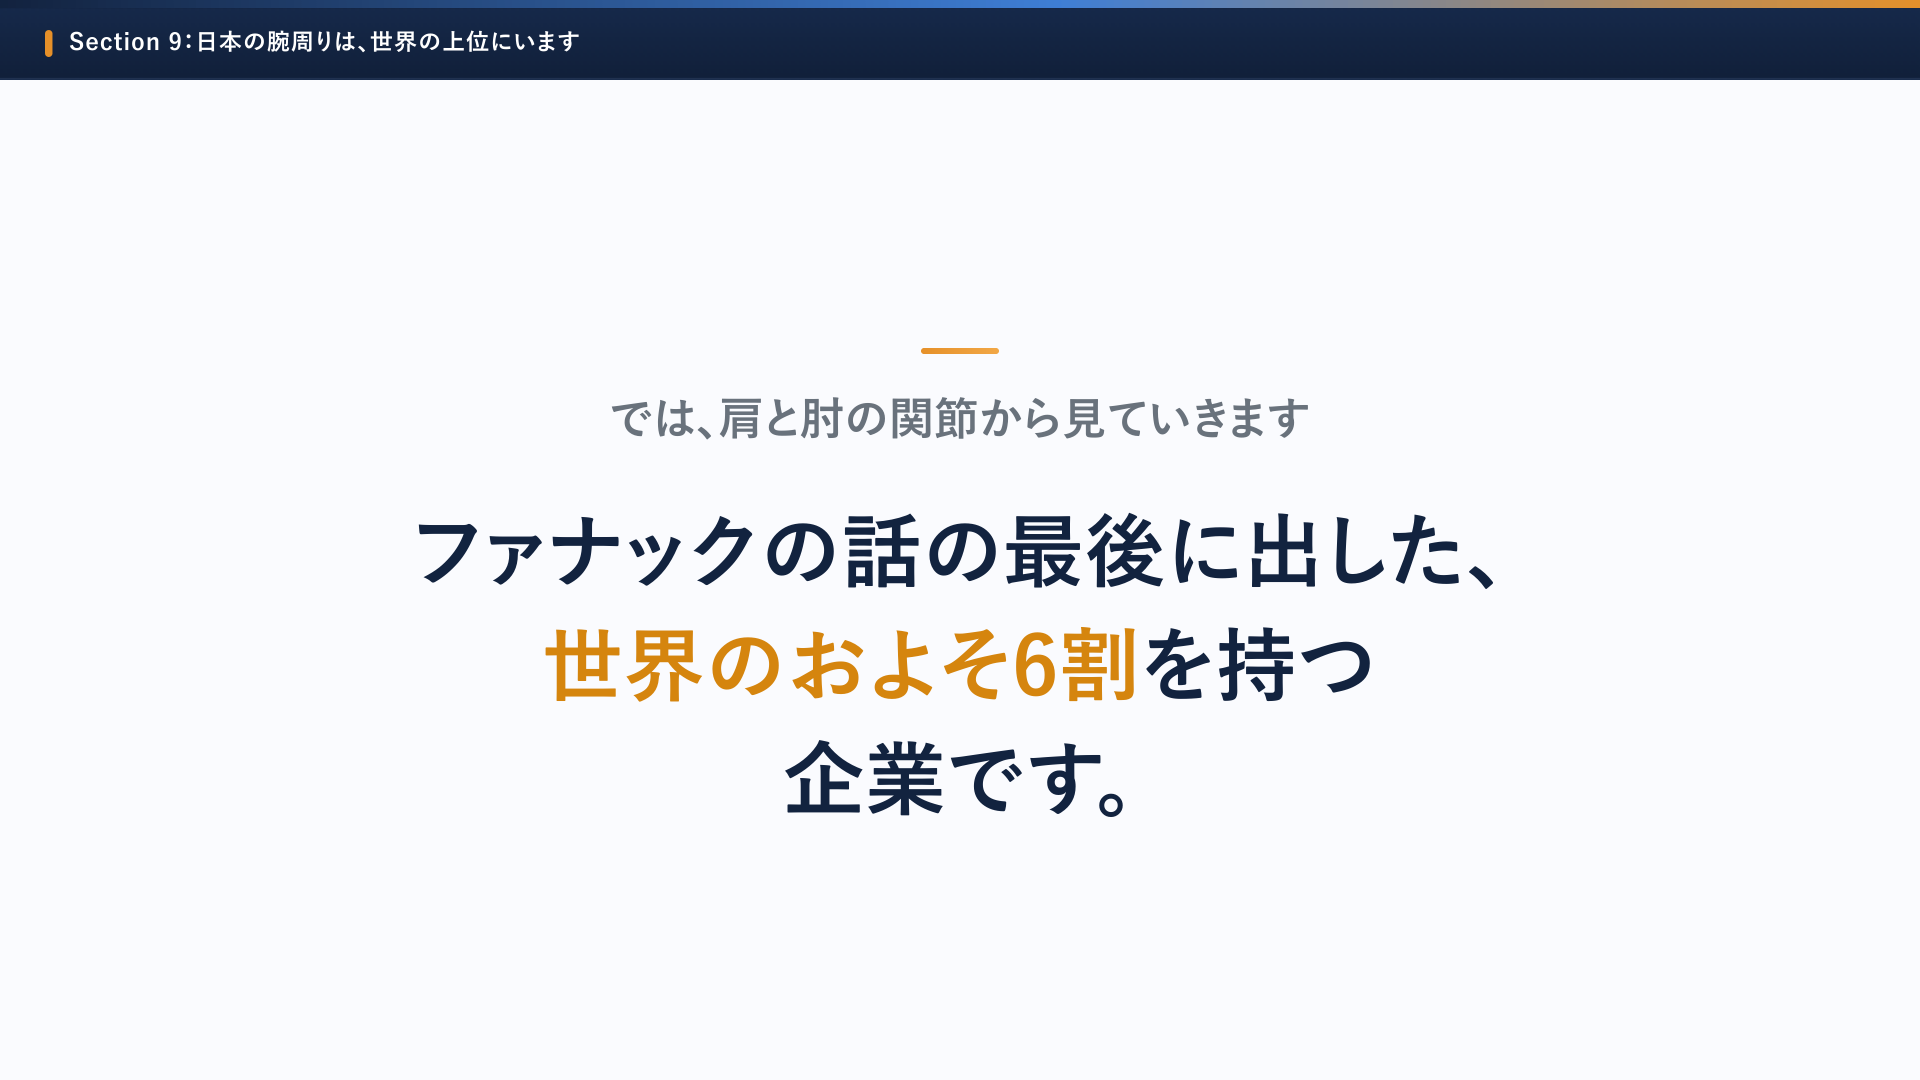 Section 9：日本の腕周りは、世界の上位にいます
では、肩と肘の関節から見ていきます
ファナックの話の最後に出した、
世界のおよそ6割を持つ
企業です。